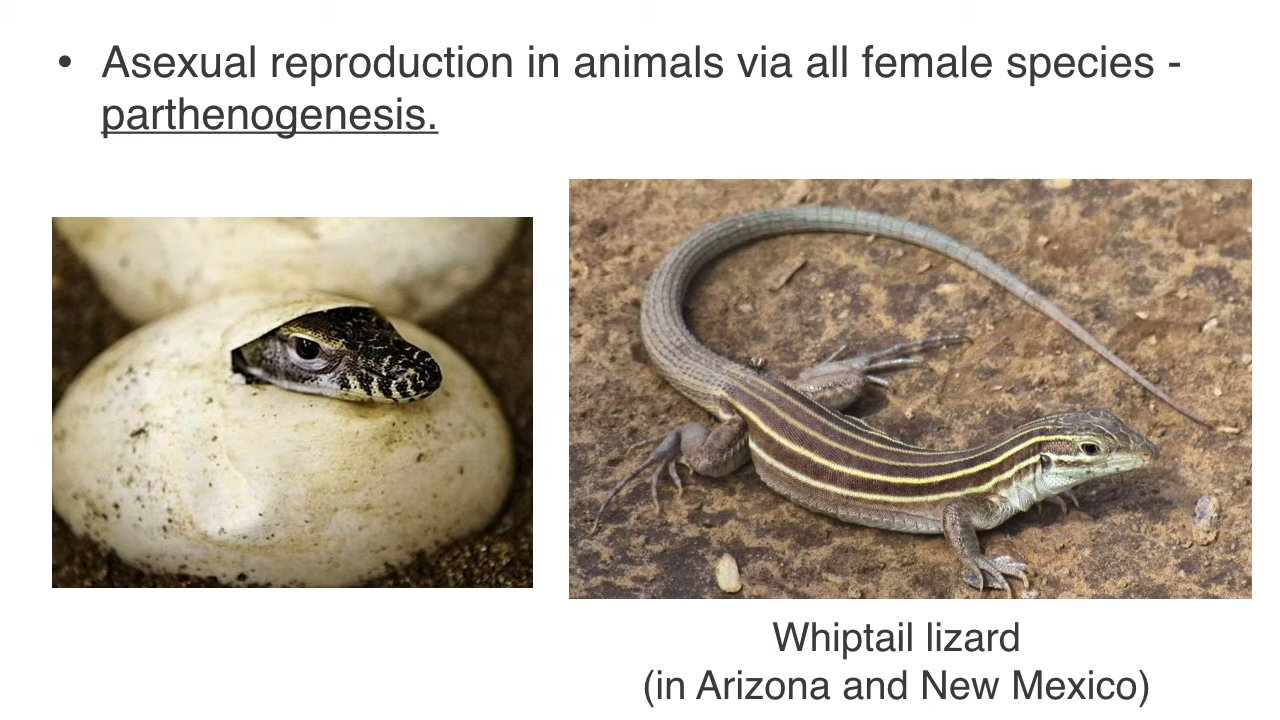 • Asexual reproduction in animals via all female species -
parthenogenesis.
Whiptail lizard
(in Arizona and New Mexico)